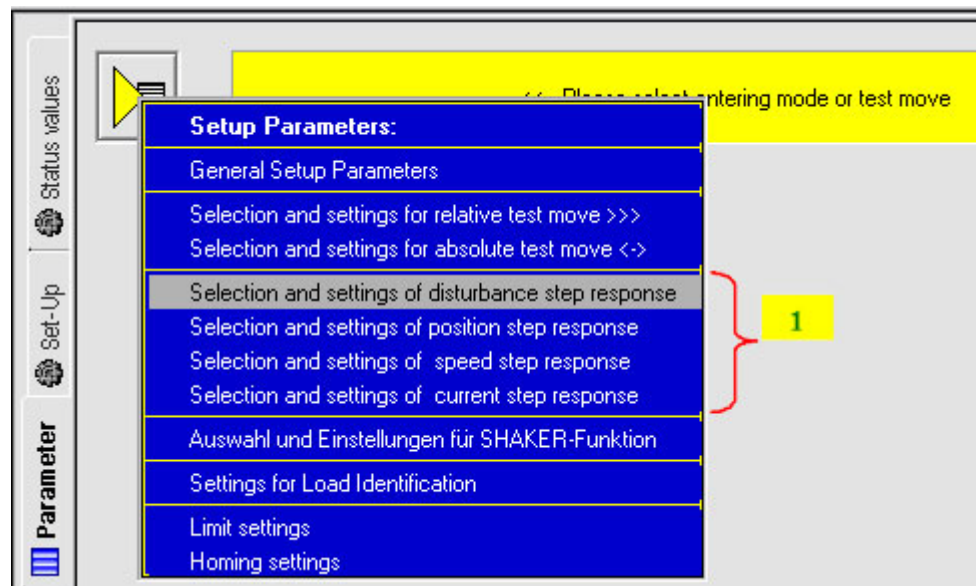 Status values
Set-Up
Parameter
<< Please select entering mode or test move
Setup Parameters:
General Setup Parameters
Selection and settings for relative test move >>>
Selection and settings for absolute test move <->
Selection and settings of disturbance step response
Selection and settings of position step response
Selection and settings of speed step response
Selection and settings of current step response
1
Auswahl und Einstellungen für SHAKER-Funktion
Settings for Load Identification
Limit settings
Homing settings